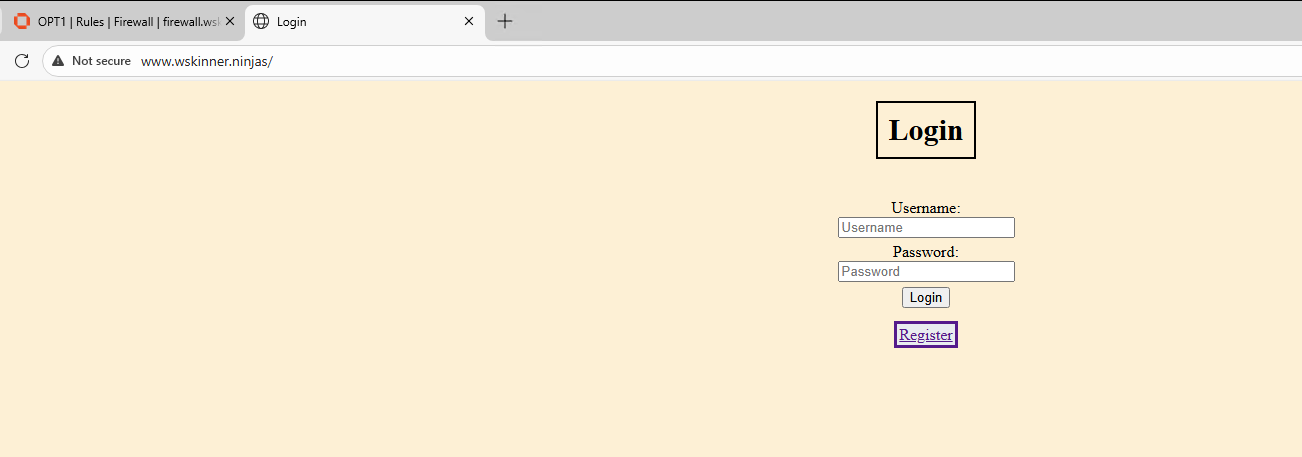 OPT1 | Rules | Firewall | firewall.wsk
Login
Not secure www.wskinner.ninjas/
Login
Username:
Username
Password:
Password
Login
Register